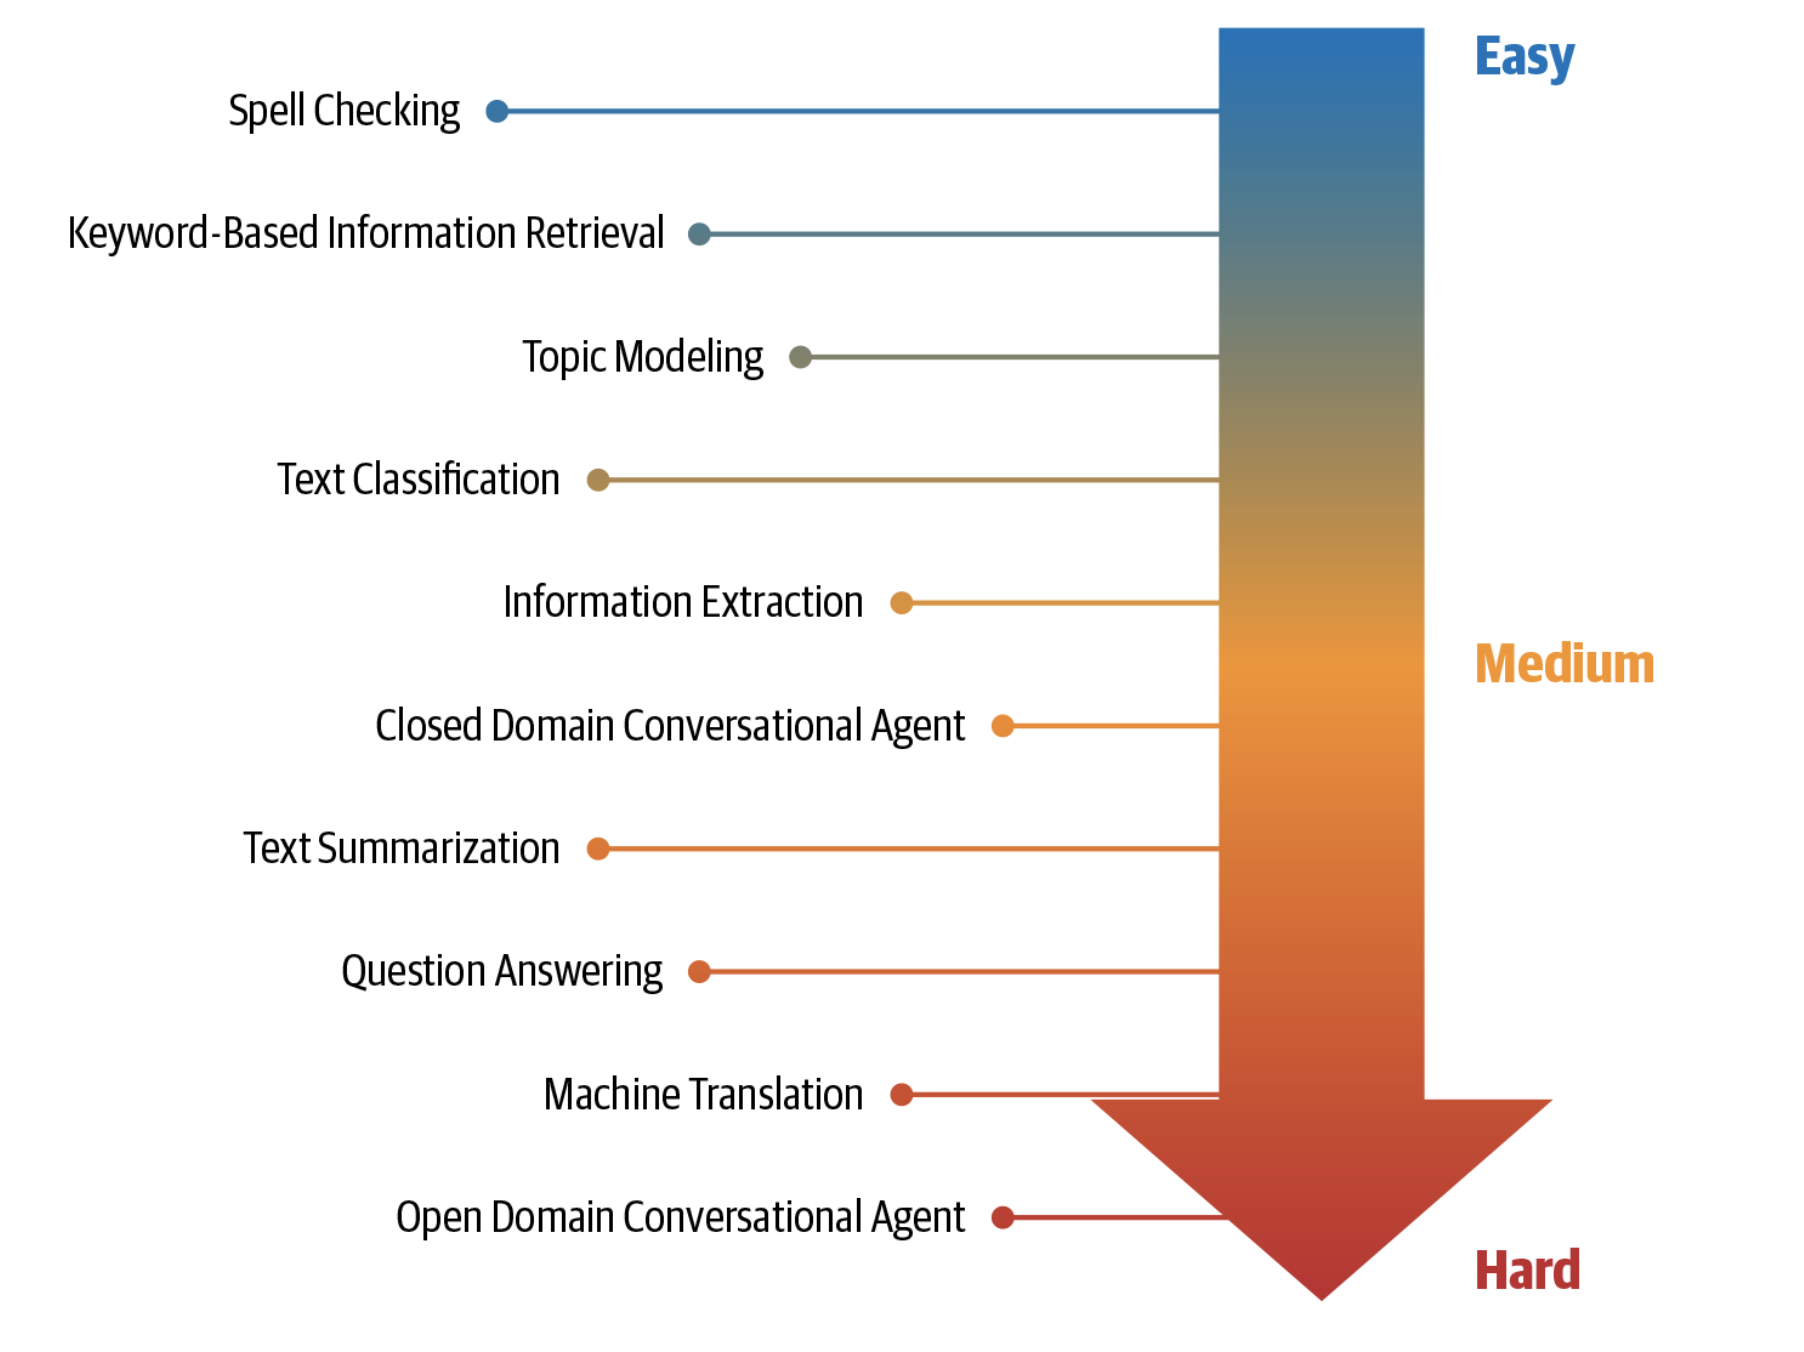 Easy
Spell Checking
Keyword-Based Information Retrieval
Topic Modeling
Text Classification
Information Extraction
Medium
Closed Domain Conversational Agent
Text Summarization
Question Answering
Machine Translation
Open Domain Conversational Agent
Hard